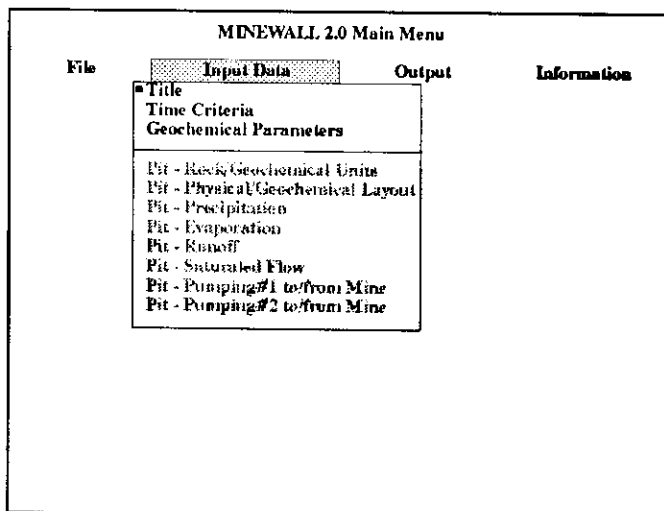 MINEWALL 2.0 Main Menu
File Input Data Output Information
Title
Time Criteria
Geochemical Parameters
Pit - Rock/Geochemical Units
Pit - Physical/Geochemical Layout
Pit - Precipitation
Pit - Evaporation
Pit - Runoff
Pit - Saturated Flow
Pit - Pumping#1 to/from Mine
Pit - Pumping#2 to/from Mine